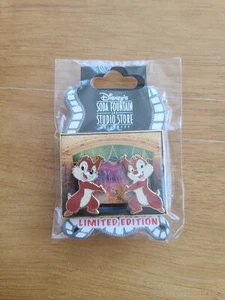 Disney's
SODA FOUNTAIN
STUDIO STORE
LIMITED EDITION